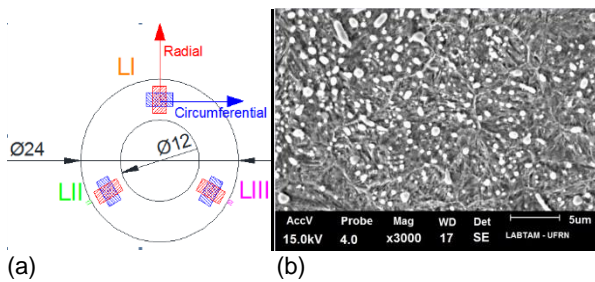 LI
Radial
Circumferential
Ø24
Ø12
LII
LIII
AccV Probe Mag WD Det 5um
15.0kV 4.0 x3000 17 SE LABTAM - UFRN
(a)
(b)